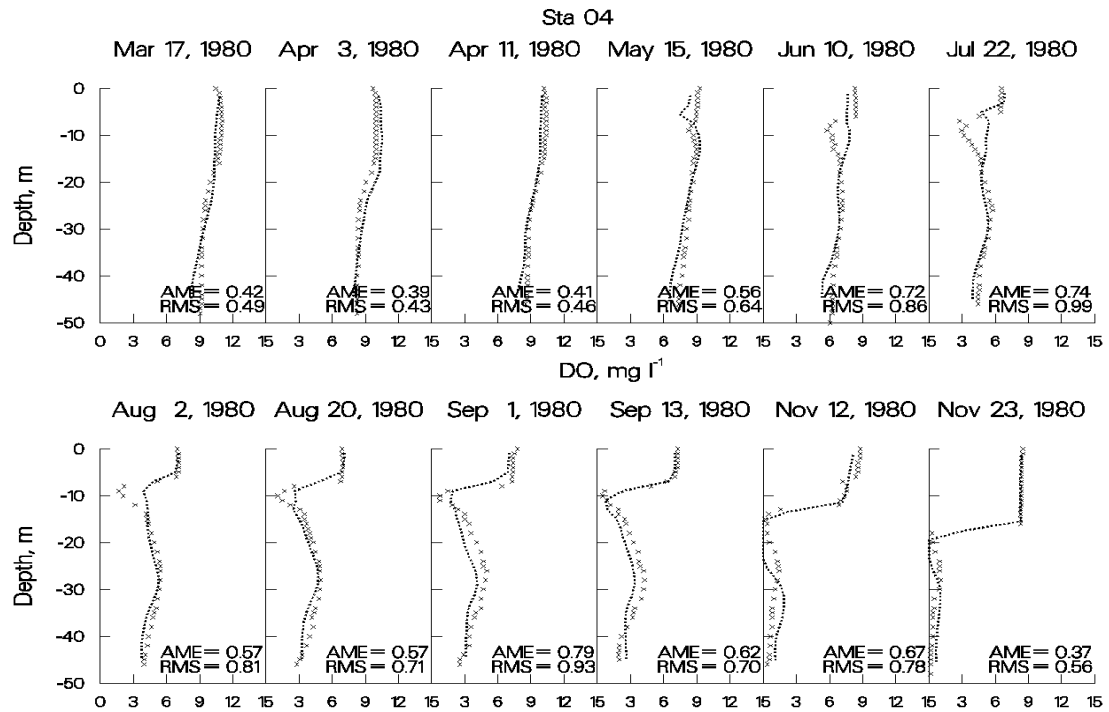 Sta 04
Mar 17, 1980 Apr 3, 1980 Apr 11, 1980 May 15, 1980 Jun 10, 1980 Jul 22, 1980
0
-10
-20
-30
-40
-50
Depth, m
AME = 0.42 AME = 0.39 AME = 0.41 AME = 0.56 AME = 0.72 AME = 0.74
RMS = 0.49 RMS = 0.43 RMS = 0.46 RMS = 0.64 RMS = 0.86 RMS = 0.99
0 3 6 9 12 15 3 6 9 12 15 3 6 9 12 15 3 6 9 12 15 3 6 9 12 15 3 6 9 12 15
DO, mg l⁻¹
Aug 2, 1980 Aug 20, 1980 Sep 1, 1980 Sep 13, 1980 Nov 12, 1980 Nov 23, 1980
0
-10
-20
-30
-40
-50
Depth, m
AME = 0.57 AME = 0.57 AME = 0.79 AME = 0.62 AME = 0.67 AME = 0.37
RMS = 0.81 RMS = 0.71 RMS = 0.93 RMS = 0.70 RMS = 0.78 RMS = 0.56
0 3 6 9 12 15 3 6 9 12 15 3 6 9 12 15 3 6 9 12 15 3 6 9 12 15 3 6 9 12 15